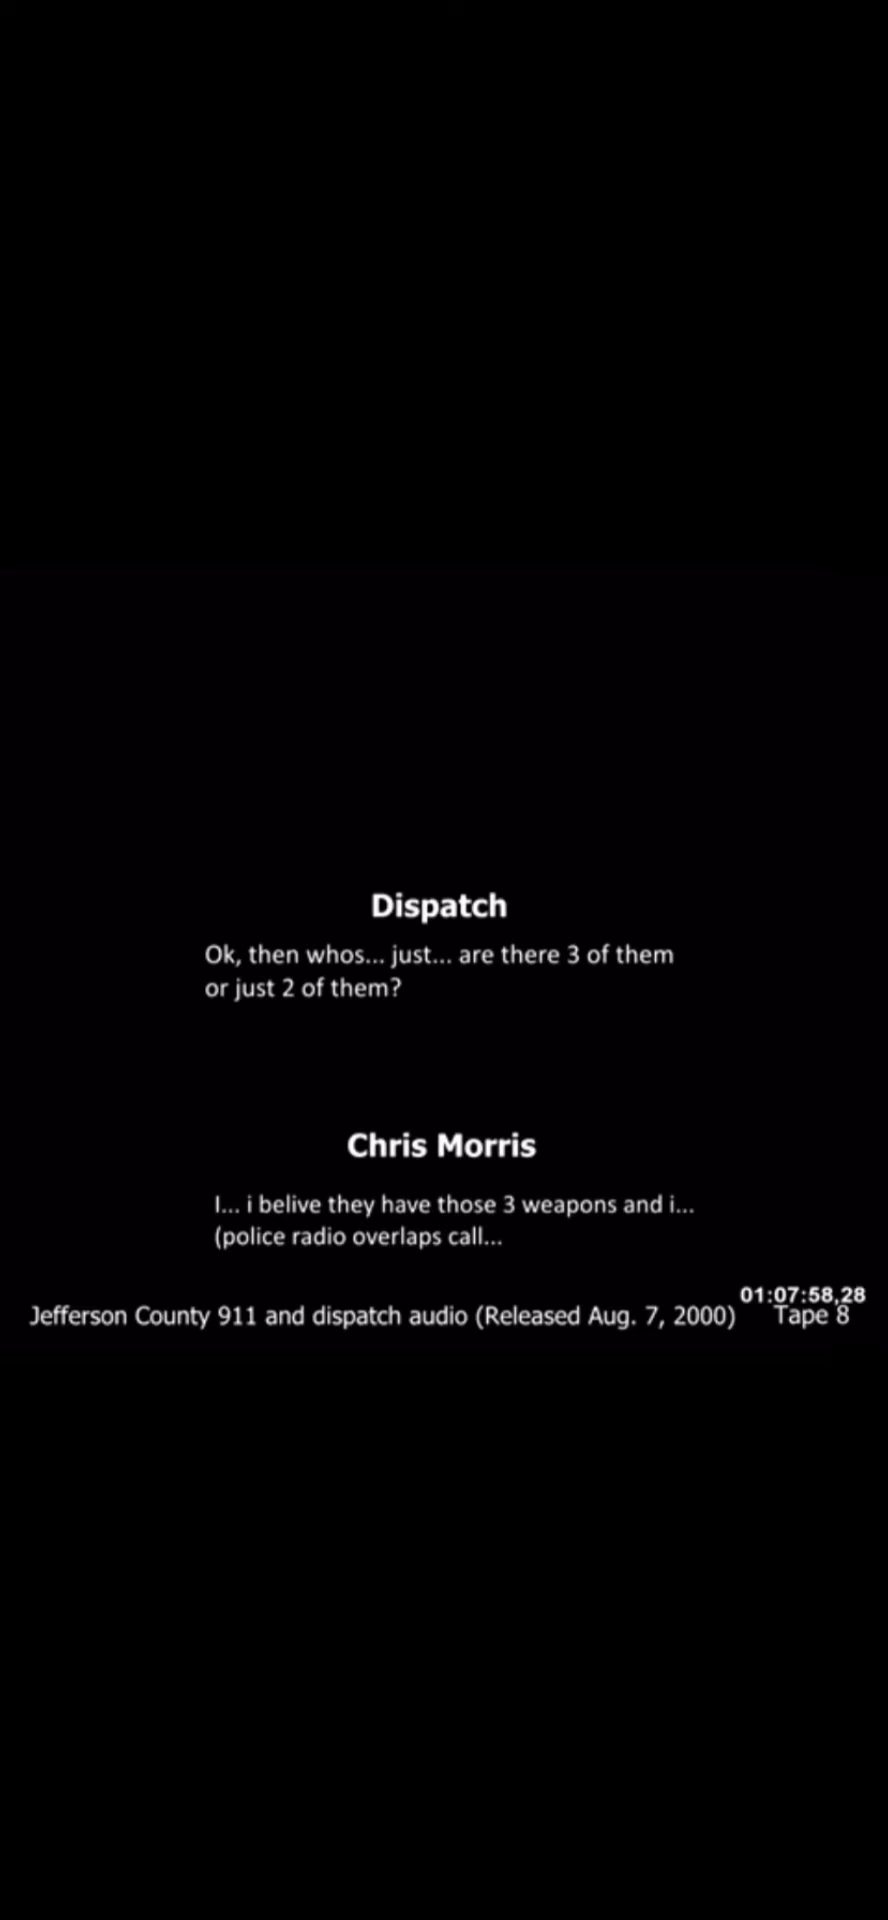 Dispatch
Ok, then whos... just... are there 3 of them
or just 2 of them?
Chris Morris
I... i belive they have those 3 weapons and i...
(police radio overlaps call...
01:07:58,28
Jefferson County 911 and dispatch audio (Released Aug. 7, 2000) Tape 8